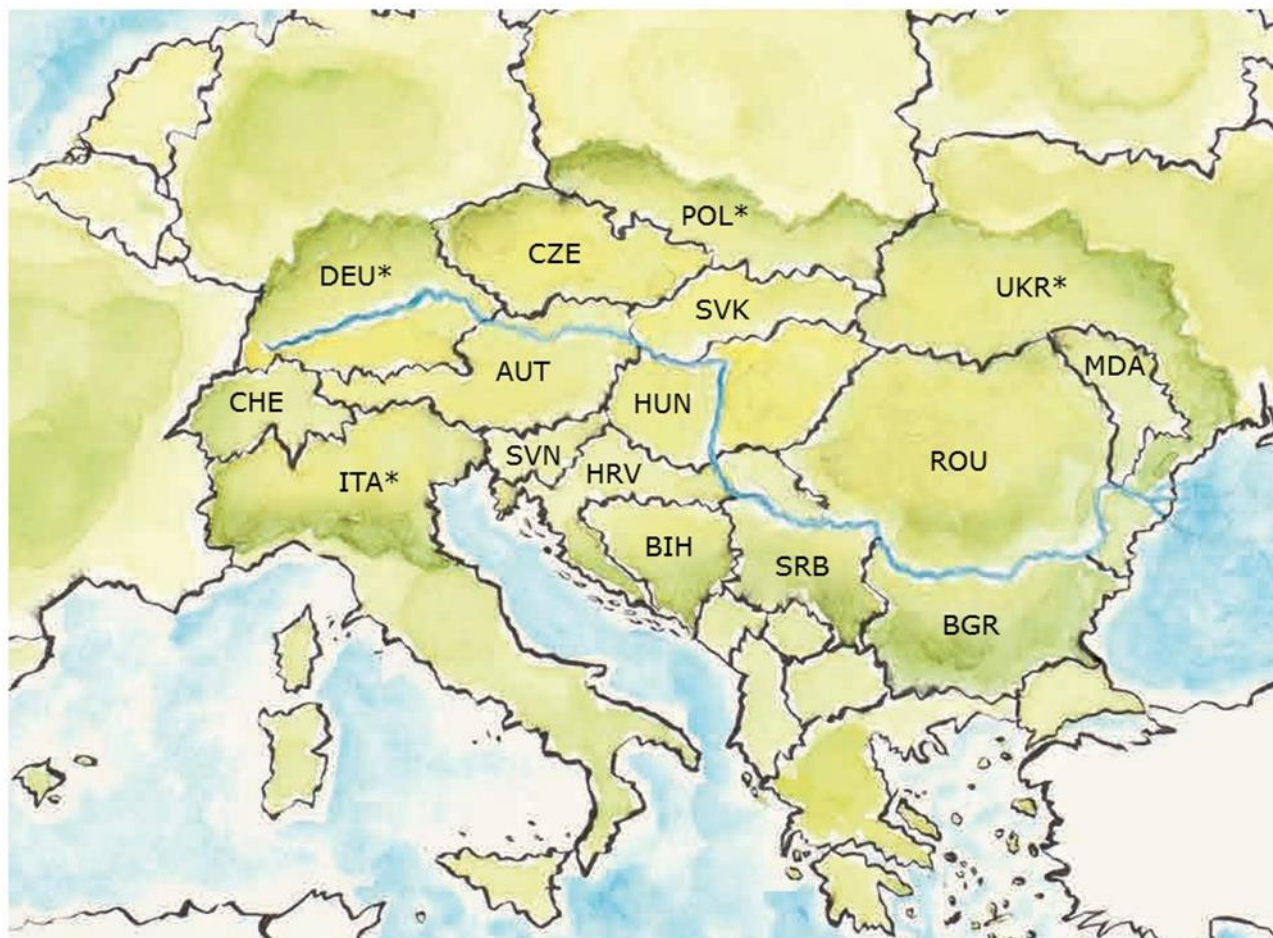 POL*
CZE
DEU*
UKR*
SVK
MDA
AUT
CHE
HUN
SVN
ROU
HRV
ITA*
BIH
SRB
BGR